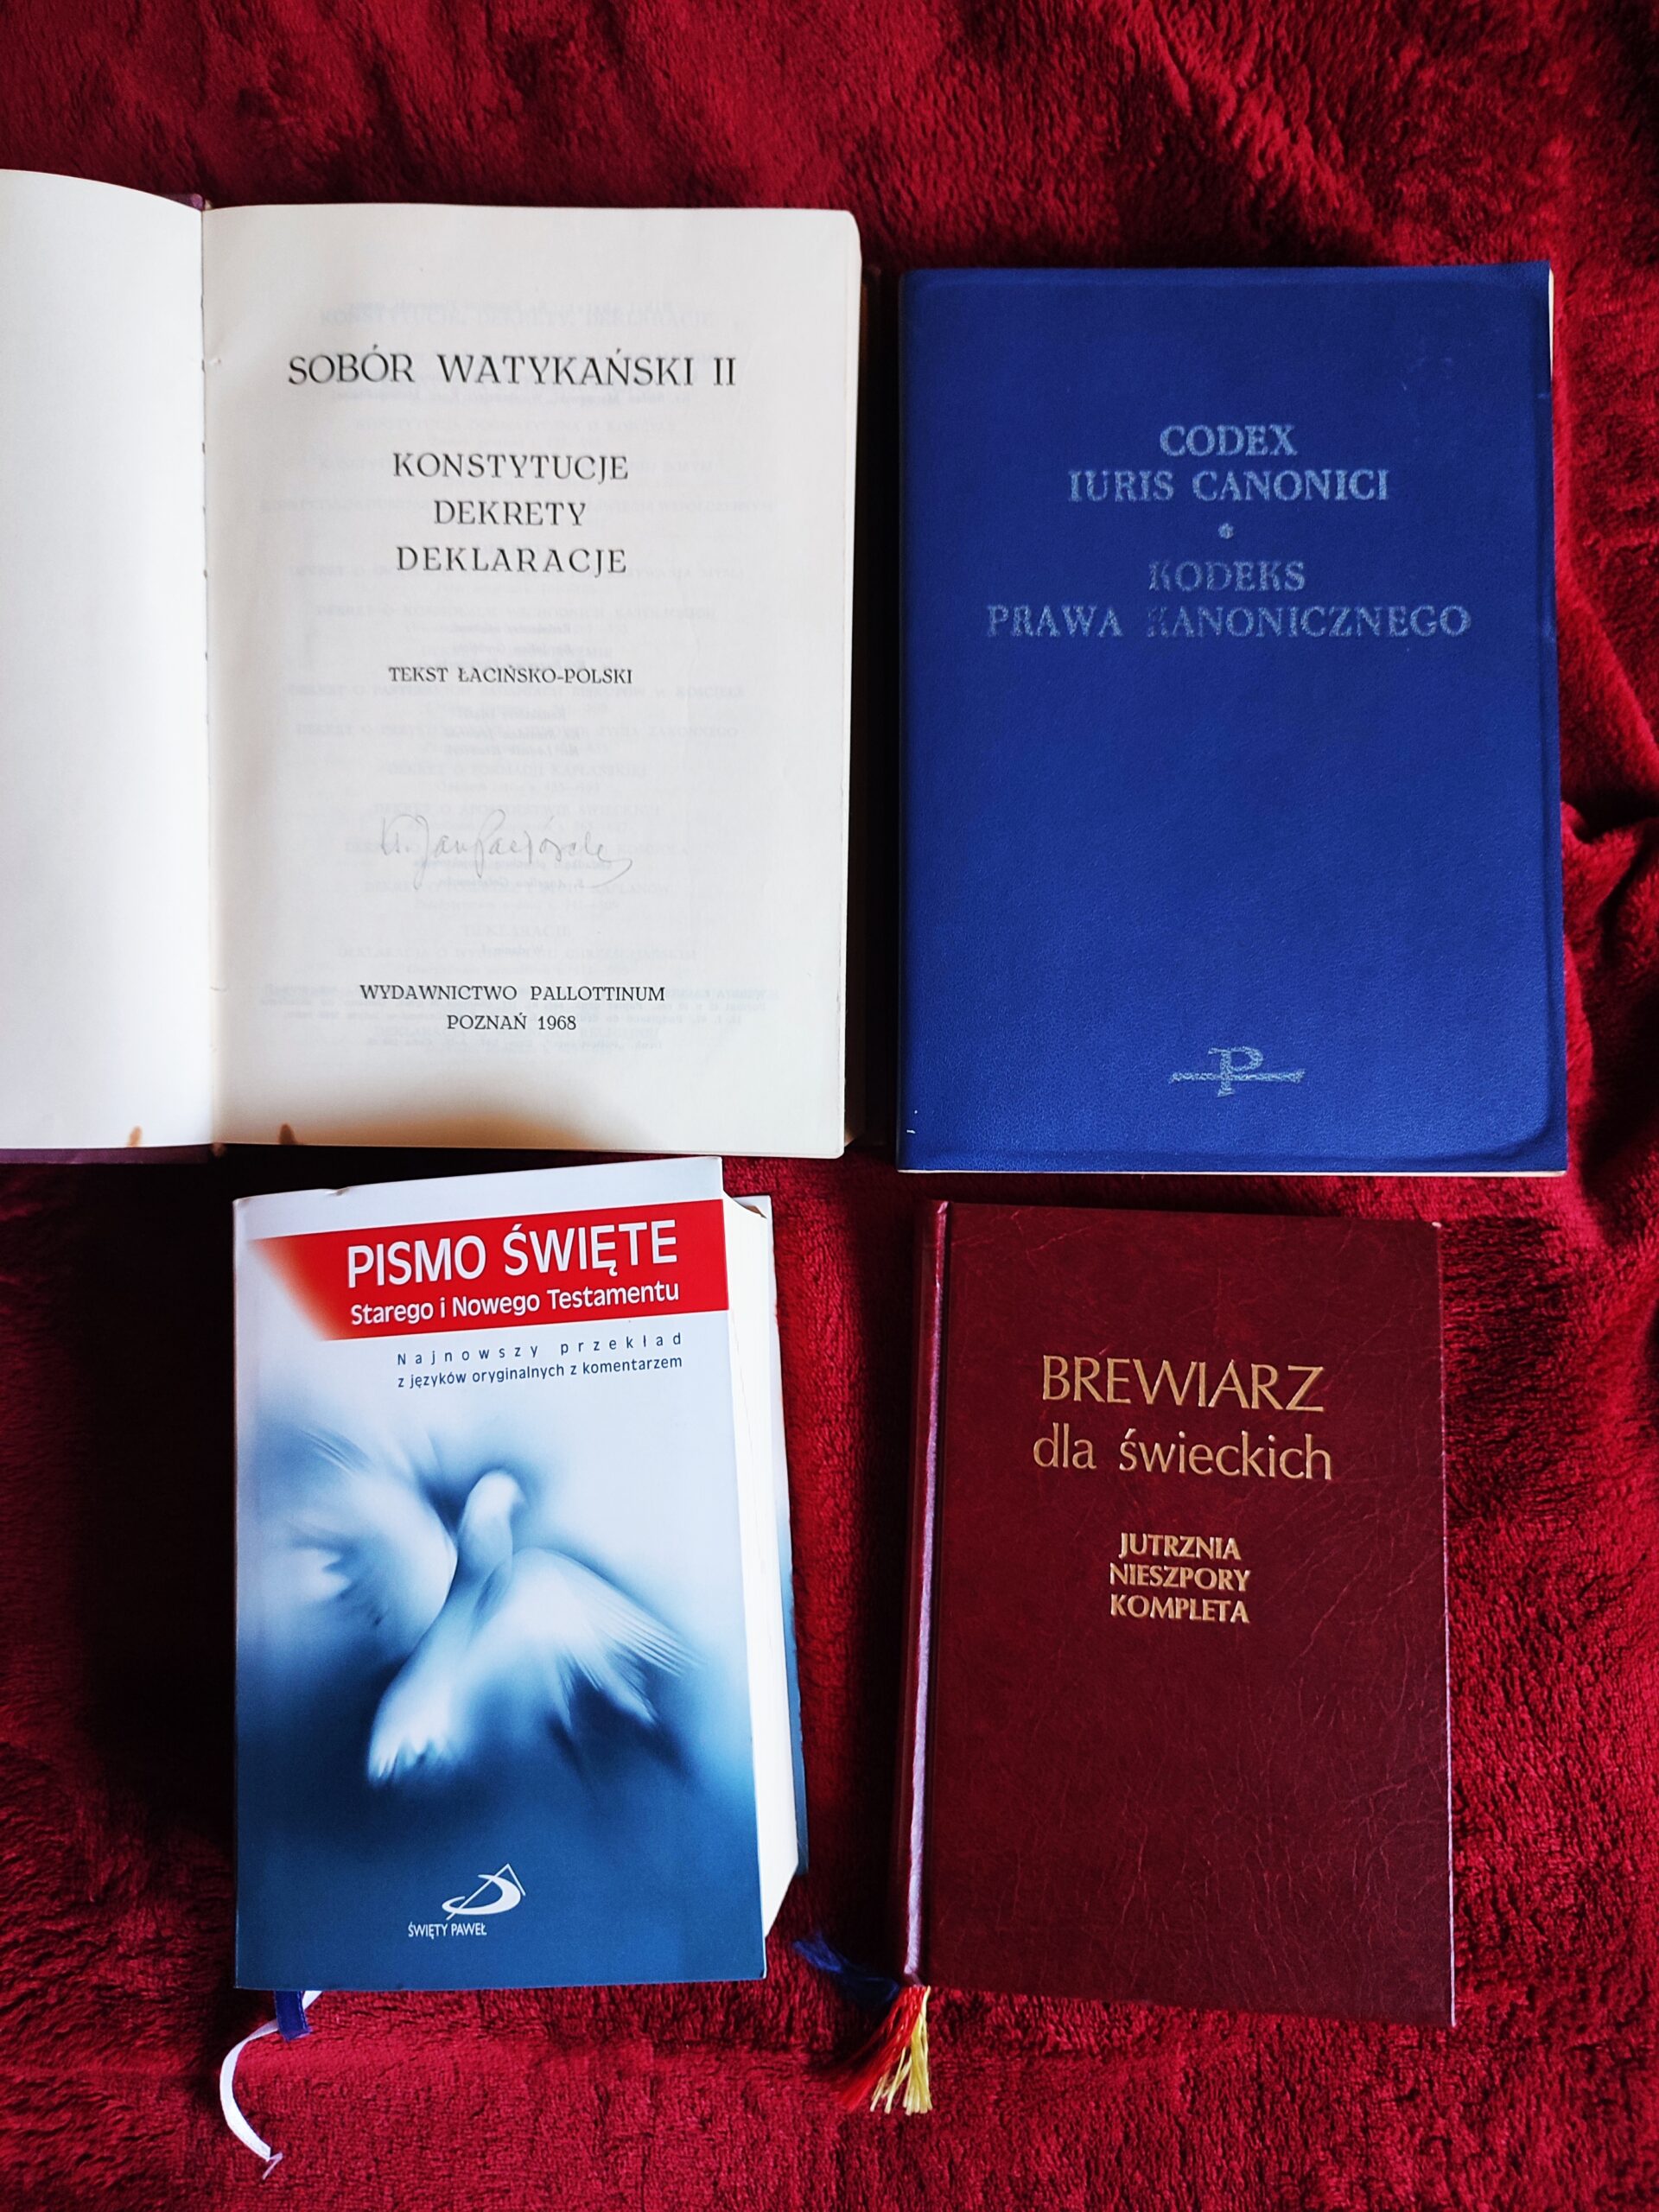 SOBÓR WATYKAŃSKI II
KONSTYTUCJE
DEKRETY
DEKLARACJE
TEKST ŁACIŃSKO-POLSKI
WYDAWNICTWO PALLOTTINUM
POZNAŃ 1968
CODEX
IURIS CANONICI
*
KODEKS
PRAWA KANONICZNEGO
PISMO ŚWIĘTE
Starego i Nowego Testamentu
Najnowszy przekład
z języków oryginalnych z komentarzem
ŚWIĘTY PAWEŁ
BREWIARZ
dla świeckich
JUTRZNIA
NIESZPORY
KOMPLETA